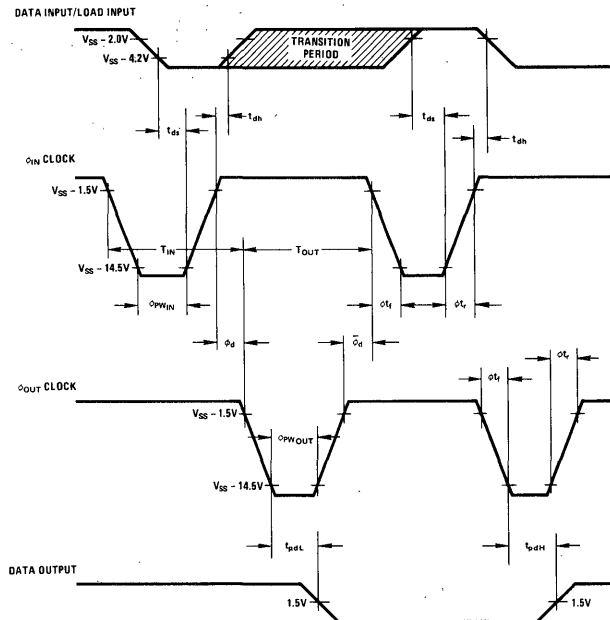 DATA INPUT/LOAD INPUT
VSS - 2.0V
VSS - 4.2V
TRANSITION
PERIOD
tds
tdh
tds
tdh
ϕIN CLOCK
VSS - 1.5V
TIN
TOUT
VSS - 14.5V
ϕPWIN
ϕtf
ϕtr
ϕd
ϕ̄d
ϕtf
ϕtr
ϕOUT CLOCK
VSS - 1.5V
ϕPWOUT
VSS - 14.5V
tpdL
tpdH
DATA OUTPUT
1.5V
1.5V